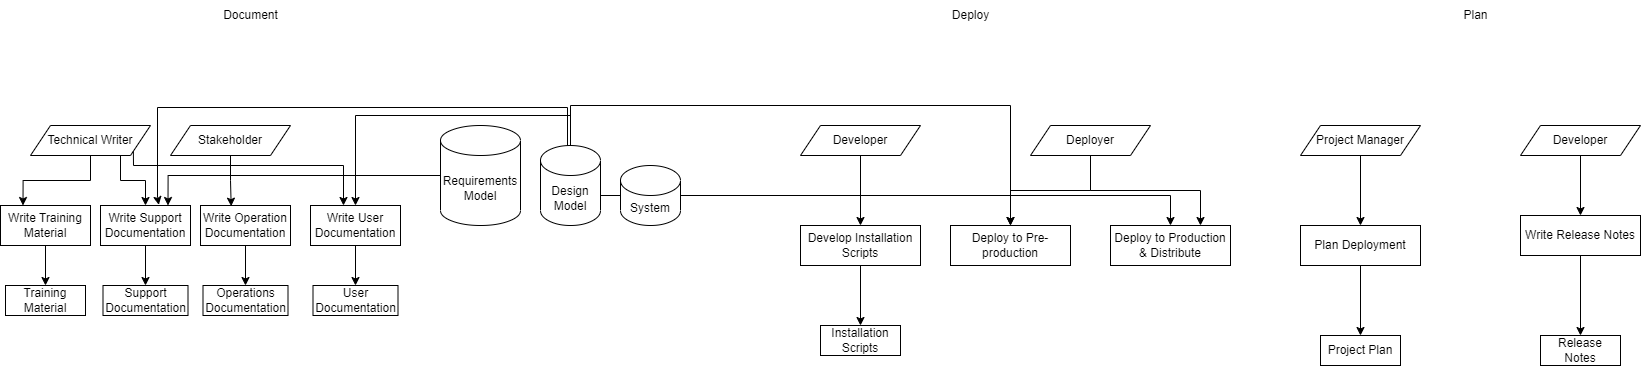 Document
Deploy
Plan
Technical Writer
Stakeholder
Requirements
Model
Design
Model
System
Developer
Deployer
Project Manager
Developer
Write Training
Material
Write Support
Documentation
Write Operation
Documentation
Write User
Documentation
Develop Installation
Scripts
Deploy to Pre-
production
Deploy to Production
& Distribute
Plan Deployment
Write Release Notes
Training
Material
Support
Documentation
Operations
Documentation
User
Documentation
Installation
Scripts
Project Plan
Release
Notes